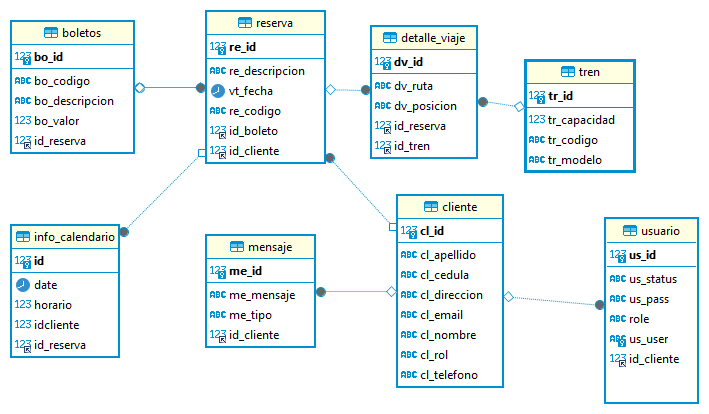 boletos
123 bo_id
ABC bo_codigo
ABC bo_descripcion
123 bo_valor
123 id_reserva
reserva
123 re_id
ABC re_descripcion
vt_fecha
ABC re_codigo
123 id_boleto
123 id_cliente
detalle_viaje
123 dv_id
ABC dv_ruta
ABC dv_posicion
123 id_reserva
123 id_tren
tren
123 tr_id
123 tr_capacidad
ABC tr_codigo
ABC tr_modelo
info_calendario
123 id
date
123 horario
123 idcliente
123 id_reserva
mensaje
123 me_id
ABC me_mensaje
ABC me_tipo
123 id_cliente
cliente
123 cl_id
ABC cl_apellido
ABC cl_cedula
ABC cl_direccion
ABC cl_email
ABC cl_nombre
ABC cl_rol
ABC cl_telefono
usuario
123 us_id
ABC us_status
ABC us_pass
ABC role
ABC us_user
123 id_cliente